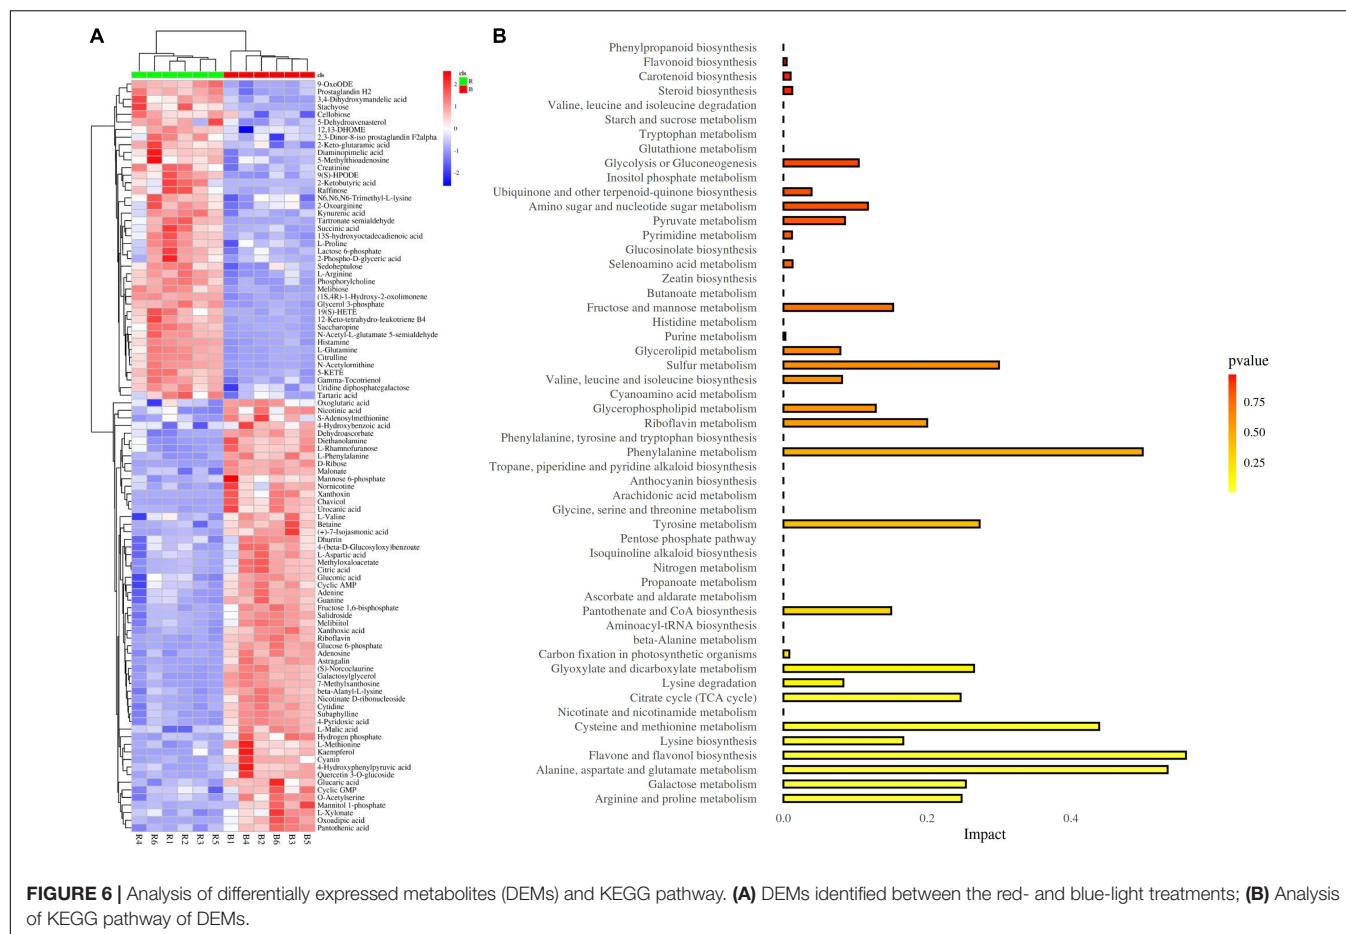 A
cls
cls
R
B
2
1
0
-1
-2
9-OxoODE
Prostaglandin H2
3,4-Dihydroxymandelic acid
Stachyose
Cellobiose
5-Dehydroavenasterol
12,13-DHOME
2,3-Dinor-8-iso prostaglandin F2alpha
2-Keto-glutaramic acid
Diaminopimelic acid
5-Methylthioadenosine
Creatinine
9(S)-HPODE
2-Ketobutyric acid
Raffinose
N6,N6,N6-Trimethyl-L-lysine
2-Oxoarginine
Kynurenic acid
Tartronate semialdehyde
Succinic acid
13S-hydroxyoctadecadienoic acid
L-Proline
Lactose 6-phosphate
2-Phospho-D-glyceric acid
Sedoheptulose
L-Arginine
Phosphorylcholine
Melibiose
(1S,4R)-1-Hydroxy-2-oxolimonene
Glycerol 3-phosphate
19(S)-HETE
12-Keto-tetrahydro-leukotriene B4
Saccharopine
N-Acetyl-L-glutamate 5-semialdehyde
Histamine
L-Glutamine
Citrulline
N-Acetylornithine
5-KETE
Gamma-Tocotrienol
Uridine diphosphategalactose
Tartaric acid
Oxoglutaric acid
Nicotinic acid
S-Adenosylmethionine
4-Hydroxybenzoic acid
Dehydroascorbate
Diethanolamine
L-Rhamnofuranose
L-Phenylalanine
D-Ribose
Malonate
Mannose 6-phosphate
Nornicotine
Xanthoxin
Chavicol
Urocanic acid
L-Valine
Betaine
(+)-7-Isojasmonic acid
Dhurrin
4-(beta-D-Glucosyloxy)benzoate
L-Aspartic acid
Methyloxaloacetate
Citric acid
Gluconic acid
Cyclic AMP
Adenine
Guanine
Fructose 1,6-bisphosphate
Salidroside
Melibiitol
Xanthoxic acid
Riboflavin
Glucose 6-phosphate
Adenosine
Astragalin
(S)-Norcoclaurine
Galactosylglycerol
7-Methylxanthosine
beta-Alanyl-L-lysine
Nicotinate D-ribonucleoside
Cytidine
Subaphylline
4-Pyridoxic acid
L-Malic acid
Hydrogen phosphate
L-Methionine
Kaempferol
Cyanin
4-Hydroxyphenylpyruvic acid
Quercetin 3-O-glucoside
Glucaric acid
Cyclic GMP
O-Acetylserine
Mannitol 1-phosphate
L-Xylonate
Oxoadipic acid
Pantothenic acid
R4 R6 R1 R2 R3 R5 B1 B4 B2 B6 B3 B5
B
Phenylpropanoid biosynthesis
Flavonoid biosynthesis
Carotenoid biosynthesis
Steroid biosynthesis
Valine, leucine and isoleucine degradation
Starch and sucrose metabolism
Tryptophan metabolism
Glutathione metabolism
Glycolysis or Gluconeogenesis
Inositol phosphate metabolism
Ubiquinone and other terpenoid-quinone biosynthesis
Amino sugar and nucleotide sugar metabolism
Pyruvate metabolism
Pyrimidine metabolism
Glucosinolate biosynthesis
Selenoamino acid metabolism
Zeatin biosynthesis
Butanoate metabolism
Fructose and mannose metabolism
Histidine metabolism
Purine metabolism
Glycerolipid metabolism
Sulfur metabolism
Valine, leucine and isoleucine biosynthesis
Cyanoamino acid metabolism
Glycerophospholipid metabolism
Riboflavin metabolism
Phenylalanine, tyrosine and tryptophan biosynthesis
Phenylalanine metabolism
Tropane, piperidine and pyridine alkaloid biosynthesis
Anthocyanin biosynthesis
Arachidonic acid metabolism
Glycine, serine and threonine metabolism
Tyrosine metabolism
Pentose phosphate pathway
Isoquinoline alkaloid biosynthesis
Nitrogen metabolism
Propanoate metabolism
Ascorbate and aldarate metabolism
Pantothenate and CoA biosynthesis
Aminoacyl-tRNA biosynthesis
beta-Alanine metabolism
Carbon fixation in photosynthetic organisms
Glyoxylate and dicarboxylate metabolism
Lysine degradation
Citrate cycle (TCA cycle)
Nicotinate and nicotinamide metabolism
Cysteine and methionine metabolism
Lysine biosynthesis
Flavone and flavonol biosynthesis
Alanine, aspartate and glutamate metabolism
Galactose metabolism
Arginine and proline metabolism
0.0 0.2 0.4
Impact
pvalue
0.75
0.50
0.25
FIGURE 6 | Analysis of differentially expressed metabolites (DEMs) and KEGG pathway. (A) DEMs identified between the red- and blue-light treatments; (B) Analysis
of KEGG pathway of DEMs.